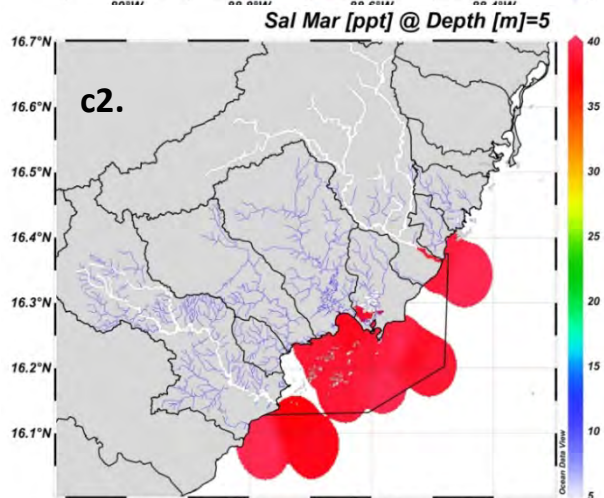 Sal Mar [ppt] @ Depth [m]=5
16.7°N
16.6°N
16.5°N
16.4°N
16.3°N
16.2°N
16.1°N
c2.
40
35
30
25
20
15
10
5
Ocean Data View